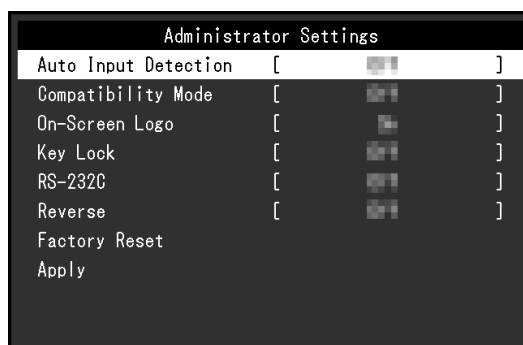 Administrator Settings
Auto Input Detection [ ]
Compatibility Mode [ ]
On-Screen Logo [ ]
Key Lock [ ]
RS-232C [ ]
Reverse [ ]
Factory Reset
Apply